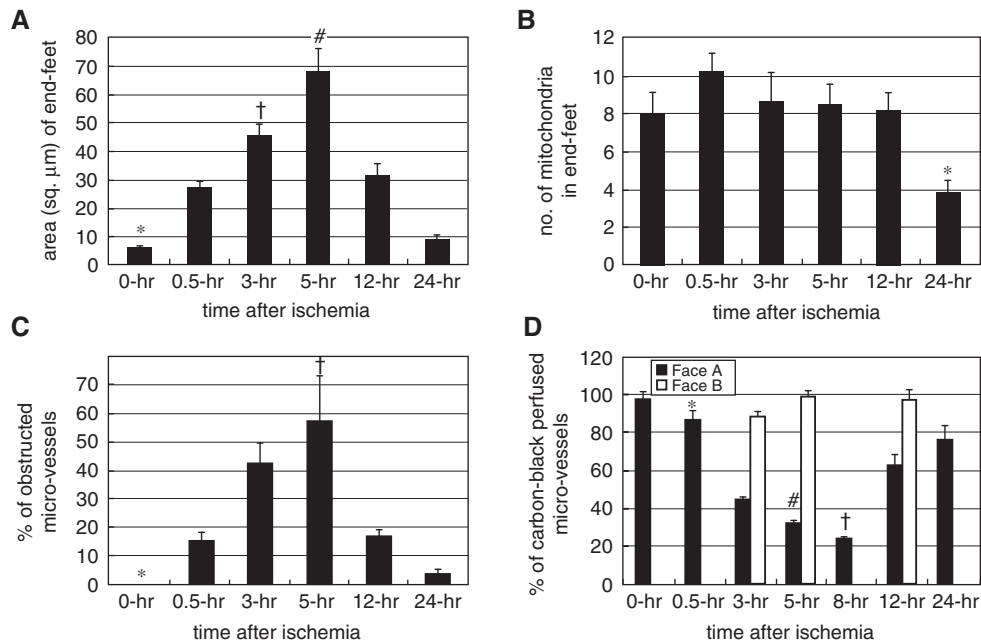 A
area (sq. μm) of end-feet
80
70
60
50
40
30
20
10
0
*
†
#
0-hr 0.5-hr 3-hr 5-hr 12-hr 24-hr
time after ischemia
B
no. of mitochondria
in end-feet
12
10
8
6
4
2
0
*
0-hr 0.5-hr 3-hr 5-hr 12-hr 24-hr
time after ischemia
C
% of obstructed
micro-vessels
70
60
50
40
30
20
10
0
*
†
0-hr 0.5-hr 3-hr 5-hr 12-hr 24-hr
time after ischemia
D
% of carbon-black perfused
micro-vessels
120
100
80
60
40
20
0
Face A
Face B
*
#
†
0-hr 0.5-hr 3-hr 5-hr 8-hr 12-hr 24-hr
time after ischemia